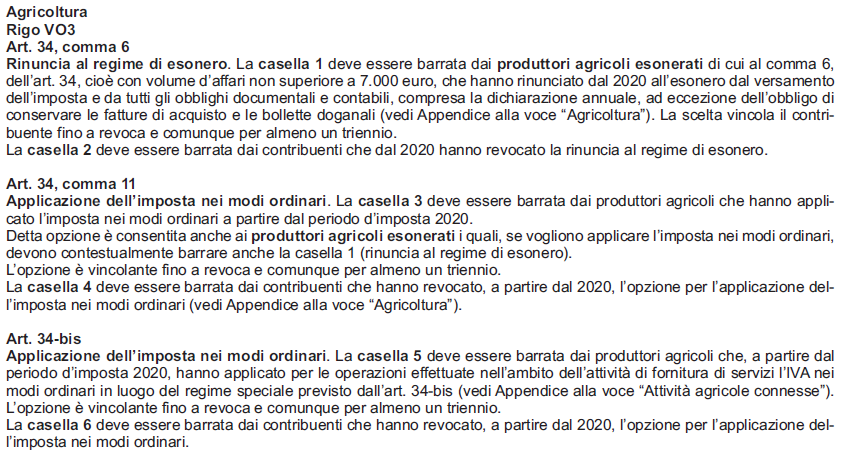 Agricoltura
Rigo VO3
Art. 34, comma 6
Rinuncia al regime di esonero. La casella 1 deve essere barrata dai produttori agricoli esonerati di cui al comma 6,
dell’art. 34, cioè con volume d’affari non superiore a 7.000 euro, che hanno rinunciato dal 2020 all’esonero dal versamento
dell’imposta e da tutti gli obblighi documentali e contabili, compresa la dichiarazione annuale, ad eccezione dell’obbligo di
conservare le fatture di acquisto e le bollette doganali (vedi Appendice alla voce “Agricoltura”). La scelta vincola il contri-
buente fino a revoca e comunque per almeno un triennio.
La casella 2 deve essere barrata dai contribuenti che dal 2020 hanno revocato la rinuncia al regime di esonero.
Art. 34, comma 11
Applicazione dell’imposta nei modi ordinari. La casella 3 deve essere barrata dai produttori agricoli che hanno appli-
cato l’imposta nei modi ordinari a partire dal periodo d’imposta 2020.
Detta opzione è consentita anche ai produttori agricoli esonerati i quali, se vogliono applicare l’imposta nei modi ordinari,
devono contestualmente barrare anche la casella 1 (rinuncia al regime di esonero).
L’opzione è vincolante fino a revoca e comunque per almeno un triennio.
La casella 4 deve essere barrata dai contribuenti che hanno revocato, a partire dal 2020, l’opzione per l’applicazione del-
l’imposta nei modi ordinari (vedi Appendice alla voce “Agricoltura”).
Art. 34-bis
Applicazione dell’imposta nei modi ordinari. La casella 5 deve essere barrata dai produttori agricoli che, a partire dal
periodo d’imposta 2020, hanno applicato per le operazioni effettuate nell’ambito dell’attività di fornitura di servizi l’IVA nei
modi ordinari in luogo del regime speciale previsto dall’art. 34-bis (vedi Appendice alla voce “Attività agricole connesse”).
L’opzione è vincolante fino a revoca e comunque per almeno un triennio.
La casella 6 deve essere barrata dai contribuenti che hanno revocato, a partire dal 2020, l’opzione per l’applicazione del-
l’imposta nei modi ordinari.